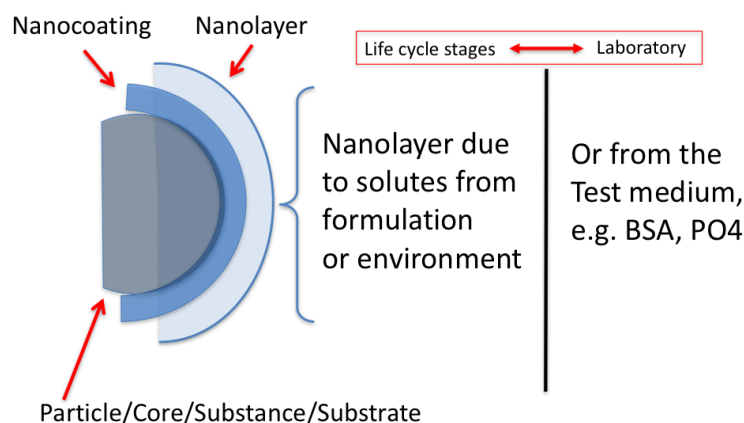 Nanocoating
Nanolayer
Life cycle stages
Laboratory
Nanolayer due
to solutes from
formulation
or environment
Or from the
Test medium,
e.g. BSA, PO4
Particle/Core/Substance/Substrate